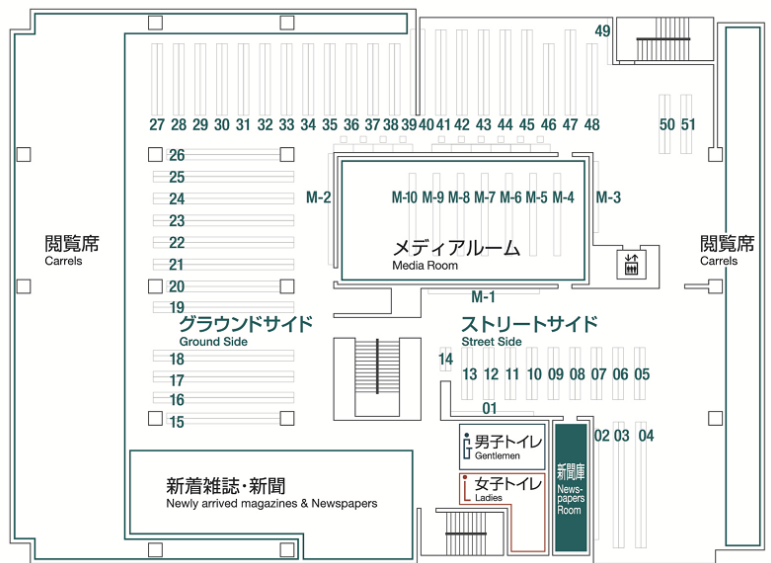 49
27 28 29 30 31 32 33 34 35 36 37 38 39 40 41 42 43 44 45 46 47 48 50 51
26
25
24
23
22
21
20
19
18
17
16
15
M-2
M-10 M-9 M-8 M-7 M-6 M-5 M-4
M-3
メディアルーム
Media Room
M-1
閲覧席
Carrels
閲覧席
Carrels
グラウンドサイド
Ground Side
ストリートサイド
Street Side
14
13 12 11 10 09 08 07 06 05
01
02 03 04
男子トイレ
Gentlemen
女子トイレ
Ladies
新聞庫
News-
papers
Room
新着雑誌・新聞
Newly arrived magazines & Newspapers